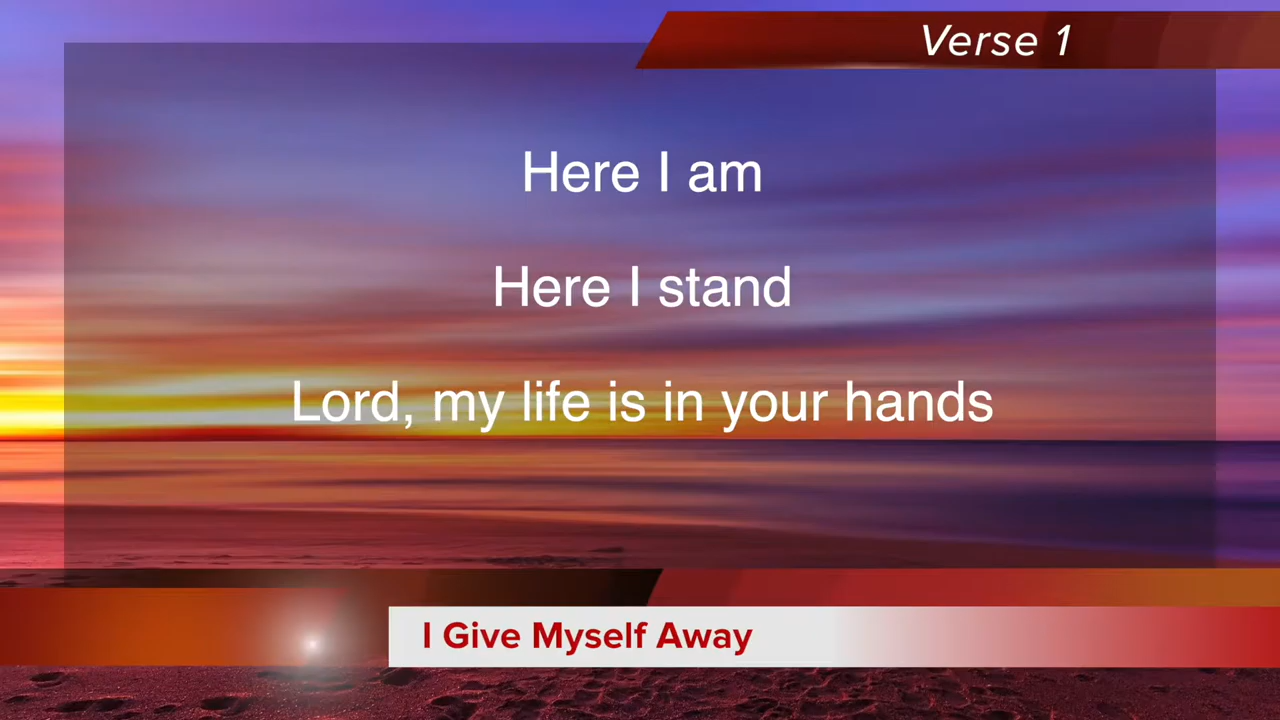 Verse 1
Here I am
Here I stand
Lord, my life is in your hands
I Give Myself Away